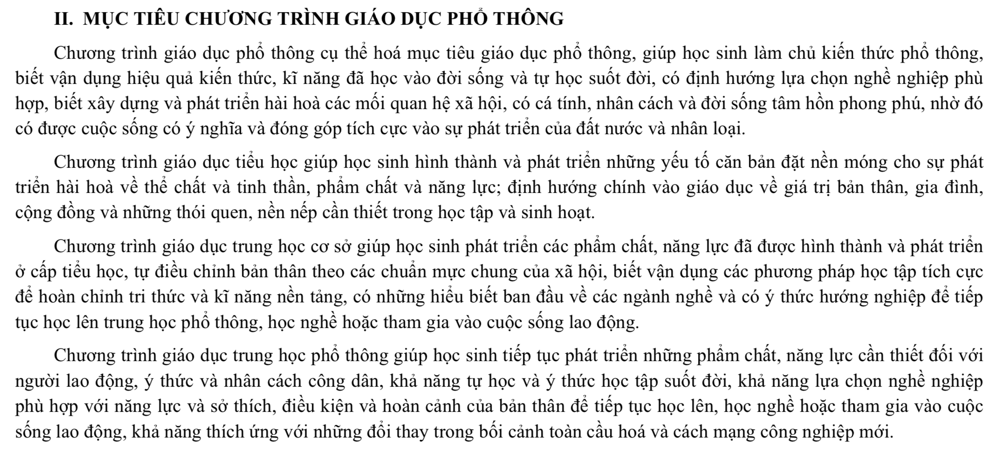 II. MỤC TIÊU CHƯƠNG TRÌNH GIÁO DỤC PHỔ THÔNG
Chương trình giáo dục phổ thông cụ thể hoá mục tiêu giáo dục phổ thông, giúp học sinh làm chủ kiến thức phổ thông,
biết vận dụng hiệu quả kiến thức, kĩ năng đã học vào đời sống và tự học suốt đời, có định hướng lựa chọn nghề nghiệp phù
hợp, biết xây dựng và phát triển hài hoà các mối quan hệ xã hội, có cá tính, nhân cách và đời sống tâm hồn phong phú, nhờ đó
có được cuộc sống có ý nghĩa và đóng góp tích cực vào sự phát triển của đất nước và nhân loại.
Chương trình giáo dục tiểu học giúp học sinh hình thành và phát triển những yếu tố căn bản đặt nền móng cho sự phát
triển hài hoà về thể chất và tinh thần, phẩm chất và năng lực; định hướng chính vào giáo dục về giá trị bản thân, gia đình,
cộng đồng và những thói quen, nền nếp cần thiết trong học tập và sinh hoạt.
Chương trình giáo dục trung học cơ sở giúp học sinh phát triển các phẩm chất, năng lực đã được hình thành và phát triển
ở cấp tiểu học, tự điều chỉnh bản thân theo các chuẩn mực chung của xã hội, biết vận dụng các phương pháp học tập tích cực
để hoàn chỉnh tri thức và kĩ năng nền tảng, có những hiểu biết ban đầu về các ngành nghề và có ý thức hướng nghiệp để tiếp
tục học lên trung học phổ thông, học nghề hoặc tham gia vào cuộc sống lao động.
Chương trình giáo dục trung học phổ thông giúp học sinh tiếp tục phát triển những phẩm chất, năng lực cần thiết đối với
người lao động, ý thức và nhân cách công dân, khả năng tự học và ý thức học tập suốt đời, khả năng lựa chọn nghề nghiệp
phù hợp với năng lực và sở thích, điều kiện và hoàn cảnh của bản thân để tiếp tục học lên, học nghề hoặc tham gia vào cuộc
sống lao động, khả năng thích ứng với những đổi thay trong bối cảnh toàn cầu hoá và cách mạng công nghiệp mới.